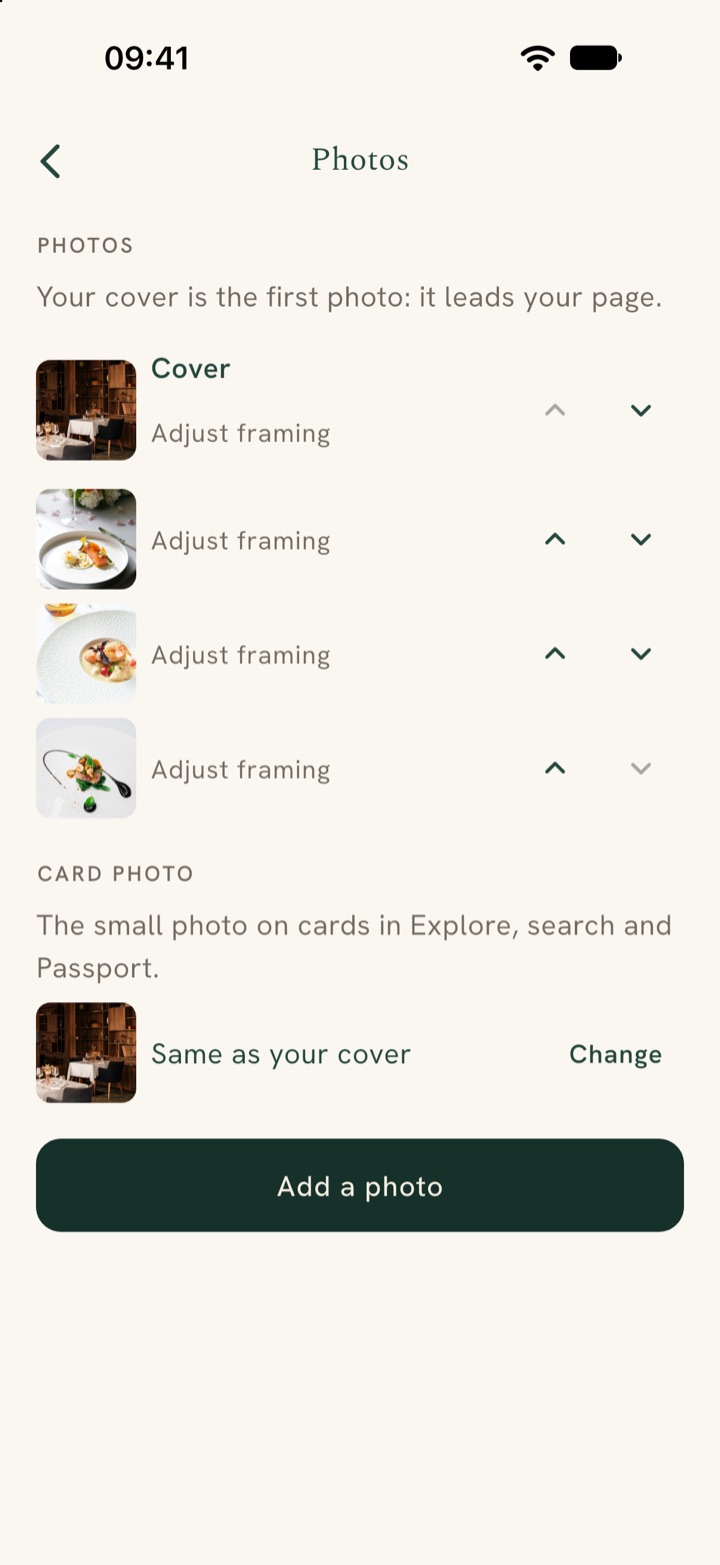 09:41
Photos
PHOTOS
Your cover is the first photo: it leads your page.
Cover
Adjust framing
Adjust framing
Adjust framing
Adjust framing
CARD PHOTO
The small photo on cards in Explore, search and
Passport.
Same as your cover
Change
Add a photo